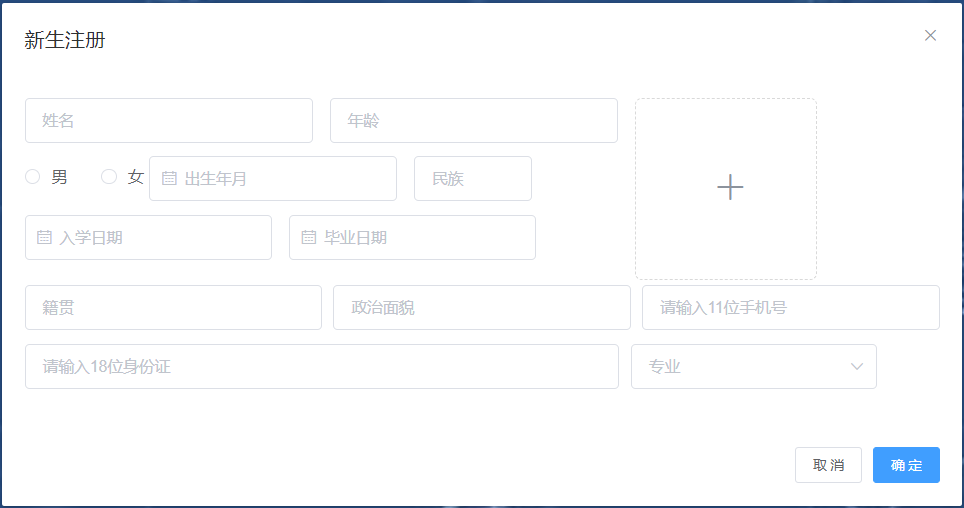 新生注册
姓名 年龄
男 女 出生年月 民族
入学日期 毕业日期
籍贯 政治面貌 请输入11位手机号
请输入18位身份证 专业
取消 确定